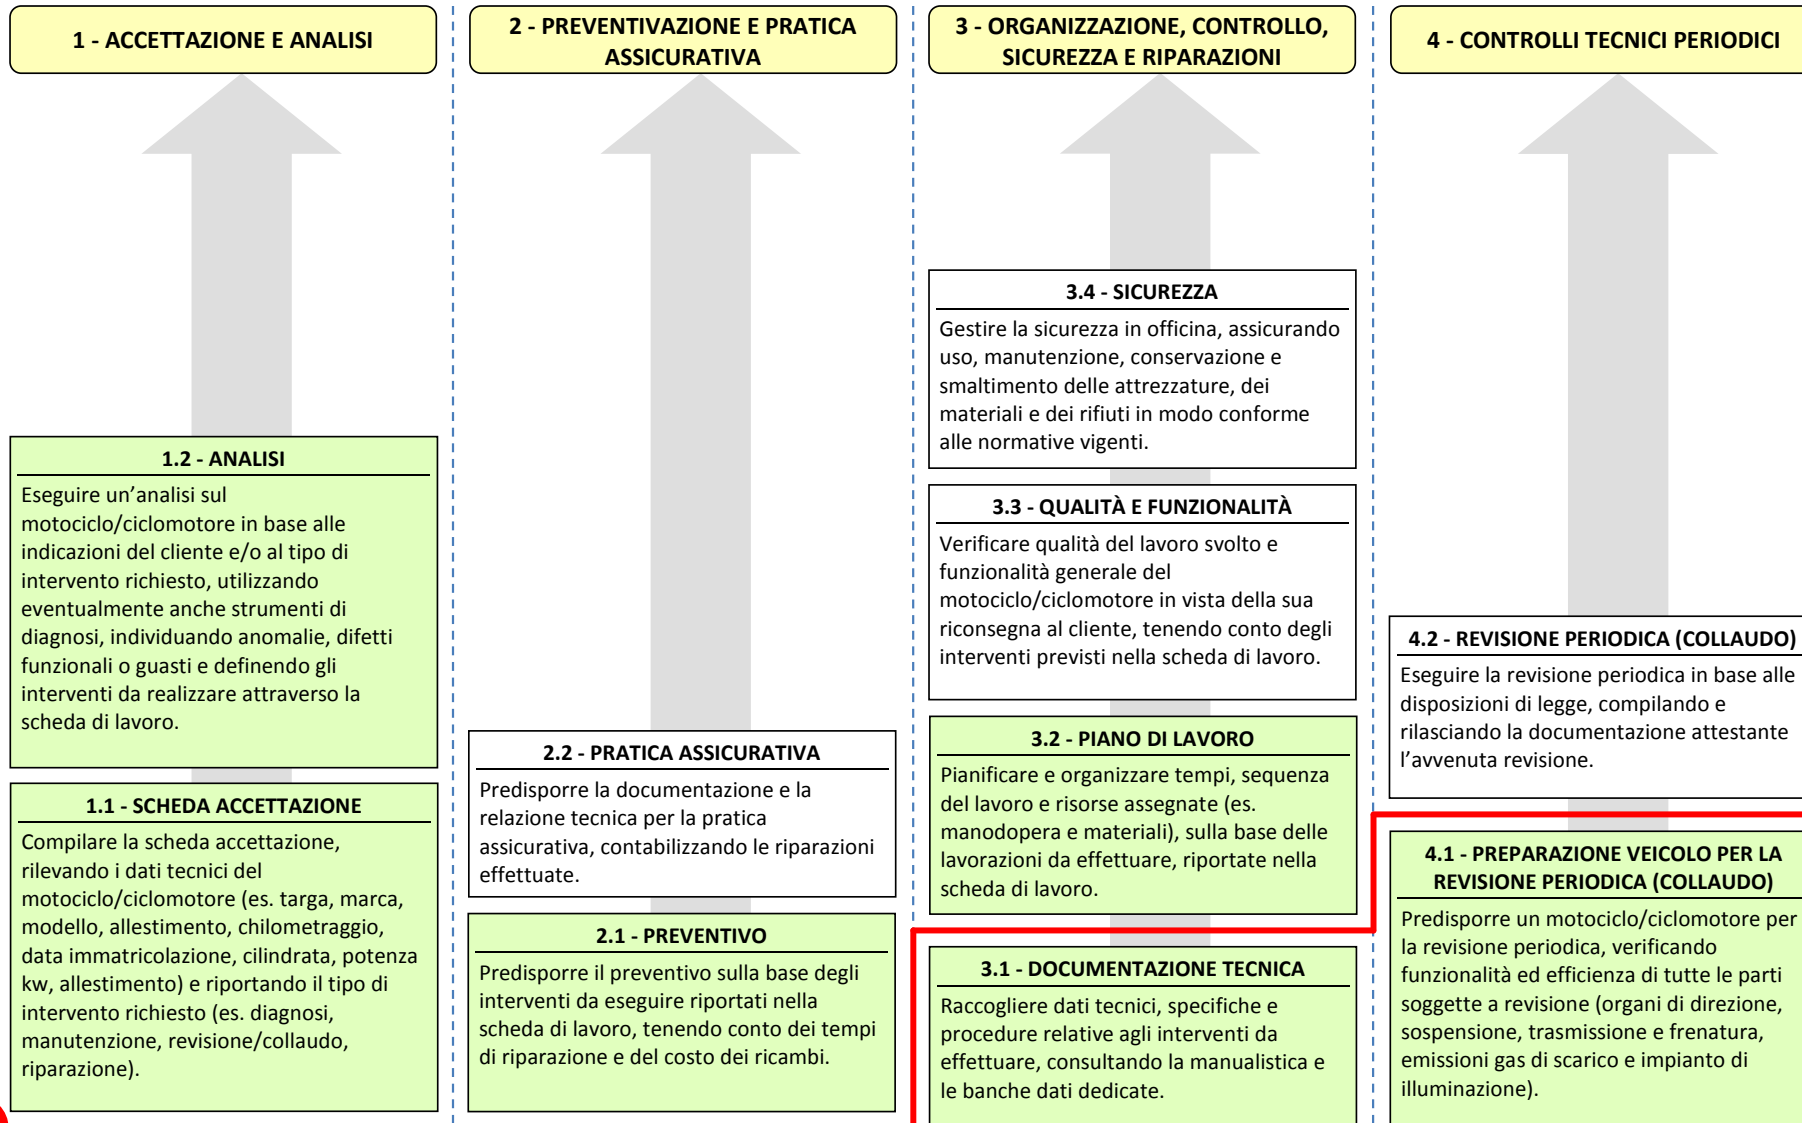 1 - ACCETTAZIONE E ANALISI
2 - PREVENTIVAZIONE E PRATICA
ASSICURATIVA
3 - ORGANIZZAZIONE, CONTROLLO,
SICUREZZA E RIPARAZIONI
4 - CONTROLLI TECNICI PERIODICI
1.2 - ANALISI
Eseguire un’analisi sul
motociclo/ciclomotore in base alle
indicazioni del cliente e/o al tipo di
intervento richiesto, utilizzando
eventualmente anche strumenti di
diagnosi, individuando anomalie, difetti
funzionali o guasti e definendo gli
interventi da realizzare attraverso la
scheda di lavoro.
1.1 - SCHEDA ACCETTAZIONE
Compilare la scheda accettazione,
rilevando i dati tecnici del
motociclo/ciclomotore (es. targa, marca,
modello, allestimento, chilometraggio,
data immatricolazione, cilindrata, potenza
kw, allestimento) e riportando il tipo di
intervento richiesto (es. diagnosi,
manutenzione, revisione/collaudo,
riparazione).
2.2 - PRATICA ASSICURATIVA
Predisporre la documentazione e la
relazione tecnica per la pratica
assicurativa, contabilizzando le riparazioni
effettuate.
2.1 - PREVENTIVO
Predisporre il preventivo sulla base degli
interventi da eseguire riportati nella
scheda di lavoro, tenendo conto dei tempi
di riparazione e del costo dei ricambi.
3.4 - SICUREZZA
Gestire la sicurezza in officina, assicurando
uso, manutenzione, conservazione e
smaltimento delle attrezzature, dei
materiali e dei rifiuti in modo conforme
alle normative vigenti.
3.3 - QUALITÀ E FUNZIONALITÀ
Verificare qualità del lavoro svolto e
funzionalità generale del
motociclo/ciclomotore in vista della sua
riconsegna al cliente, tenendo conto degli
interventi previsti nella scheda di lavoro.
3.2 - PIANO DI LAVORO
Pianificare e organizzare tempi, sequenza
del lavoro e risorse assegnate (es.
manodopera e materiali), sulla base delle
lavorazioni da effettuare, riportate nella
scheda di lavoro.
3.1 - DOCUMENTAZIONE TECNICA
Raccogliere dati tecnici, specifiche e
procedure relative agli interventi da
effettuare, consultando la manualistica e
le banche dati dedicate.
4.2 - REVISIONE PERIODICA (COLLAUDO)
Eseguire la revisione periodica in base alle
disposizioni di legge, compilando e
rilasciando la documentazione attestante
l’avvenuta revisione.
4.1 - PREPARAZIONE VEICOLO PER LA
REVISIONE PERIODICA (COLLAUDO)
Predisporre un motociclo/ciclomotore per
la revisione periodica, verificando
funzionalità ed efficienza di tutte le parti
soggette a revisione (organi di direzione,
sospensione, trasmissione e frenatura,
emissioni gas di scarico e impianto di
illuminazione).